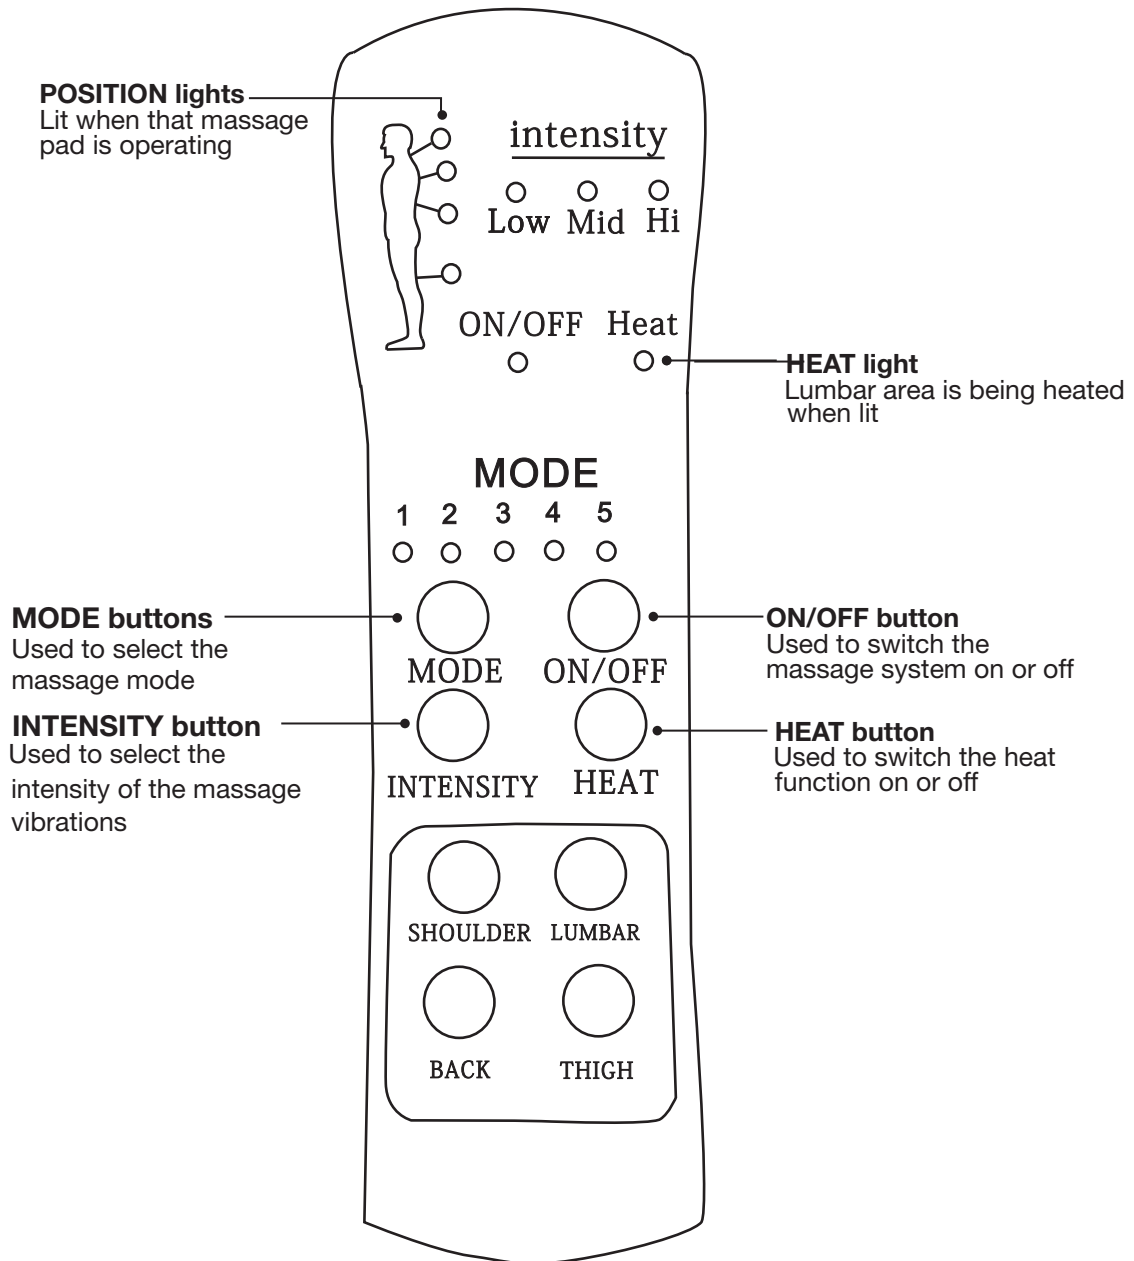 POSITION lights
Lit when that massage
pad is operating
intensity
Low Mid Hi
ON/OFF Heat
HEAT light
Lumbar area is being heated
when lit
MODE
1 2 3 4 5
MODE buttons
Used to select the
massage mode
ON/OFF button
Used to switch the
massage system on or off
MODE ON/OFF
INTENSITY button
Used to select the
intensity of the massage
vibrations
HEAT button
Used to switch the heat
function on or off
INTENSITY HEAT
SHOULDER LUMBAR
BACK THIGH